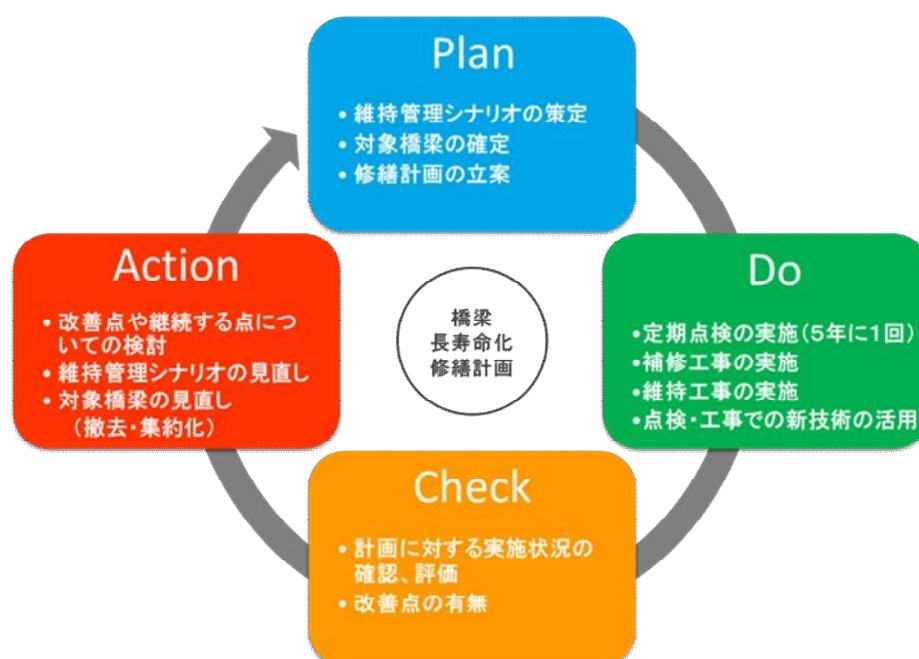 Plan
• 維持管理シナリオの策定
• 対象橋梁の確定
• 修繕計画の立案
Action
• 改善点や継続する点につ
いての検討
• 維持管理シナリオの見直し
• 対象橋梁の見直し
（撤去・集約化）
橋梁
長寿命化
修繕計画
Do
•定期点検の実施（5年に1回）
•補修工事の実施
•維持工事の実施
•点検・工事での新技術の活用
Check
• 計画に対する実施状況の
確認、評価
• 改善点の有無